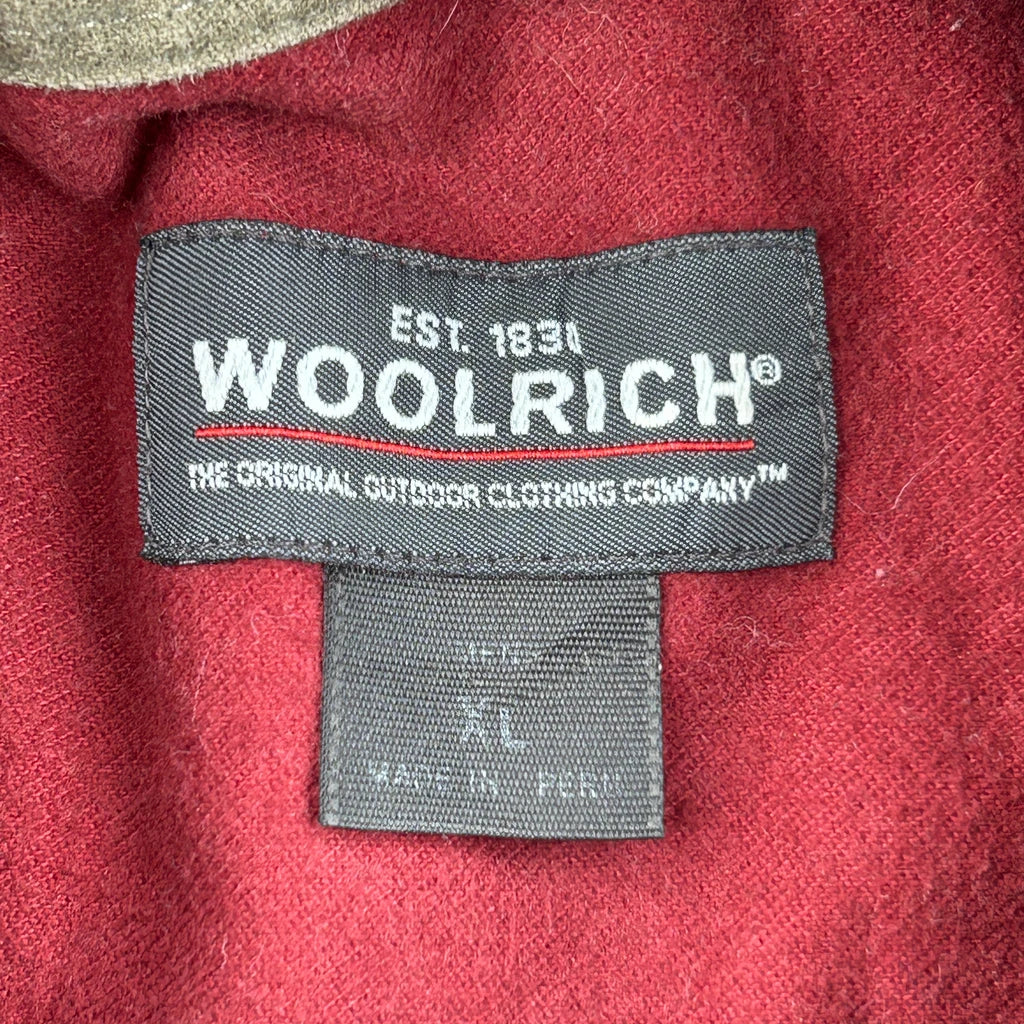 EST. 1830
WOOLRICH®
THE ORIGINAL OUTDOOR CLOTHING COMPANY™
XL
MADE IN PERU